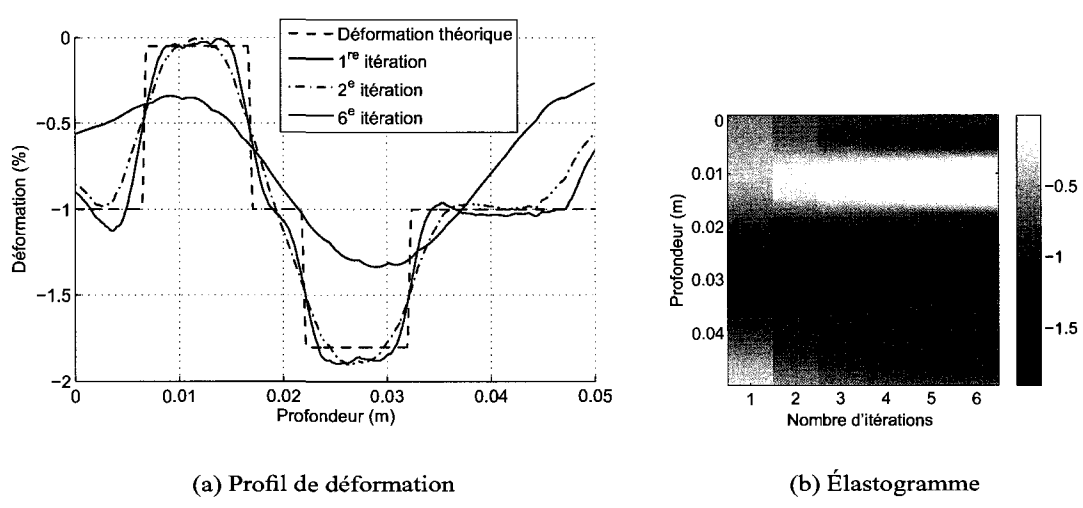 Déformation théorique
1re itération
2e itération
6e itération
0
−0.5
−1
−1.5
−2
Déformation (%)
0 0.01 0.02 0.03 0.04 0.05
Profondeur (m)
(a) Profil de déformation
0
0.01
0.02
0.03
0.04
Profondeur (m)
1 2 3 4 5 6
Nombre d'itérations
−0.5
−1
−1.5
(b) Élastogramme